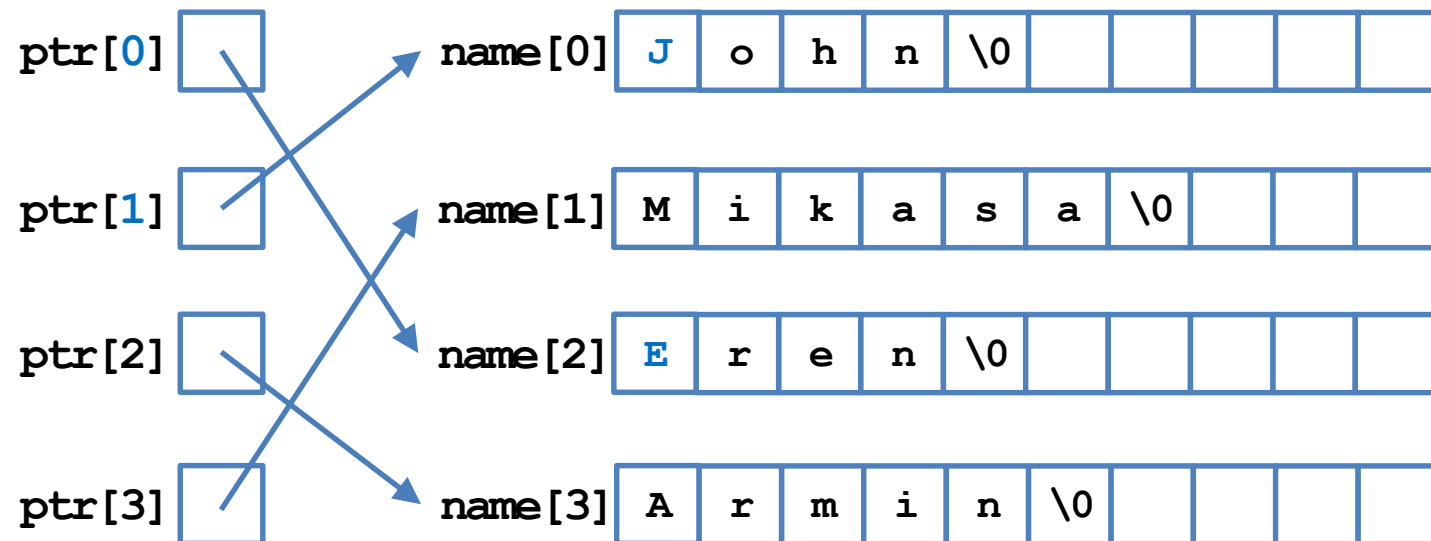 ptr[0] name[0] J o h n \0
ptr[1] name[1] M i k a s a \0
ptr[2] name[2] E r e n \0
ptr[3] name[3] A r m i n \0